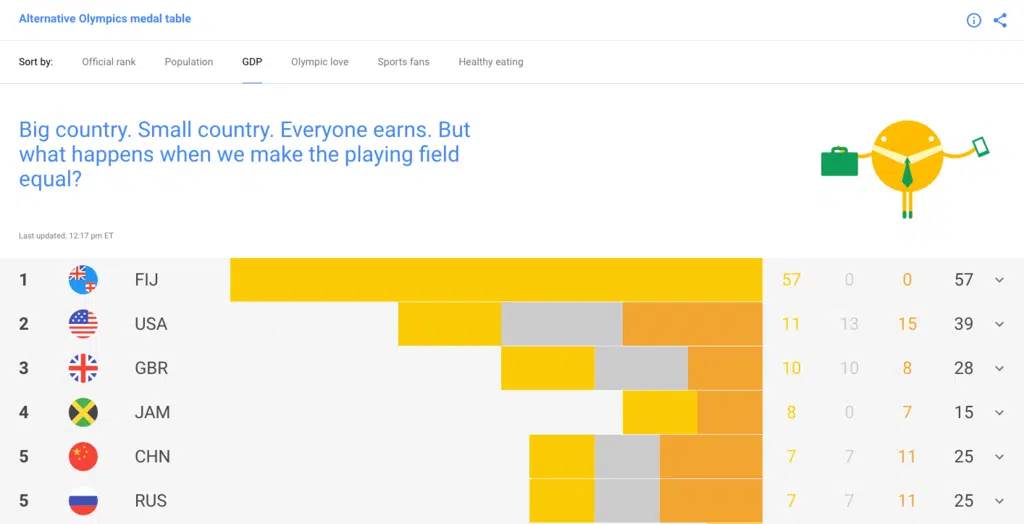 Alternative Olympics medal table
Sort by: Official rank Population GDP Olympic love Sports fans Healthy eating
Big country. Small country. Everyone earns. But
what happens when we make the playing field
equal?
Last updated: 12:17 pm ET
1 FIJ 57 0 0 57
2 USA 11 13 15 39
3 GBR 10 10 8 28
4 JAM 8 0 7 15
5 CHN 7 7 11 25
5 RUS 7 7 11 25